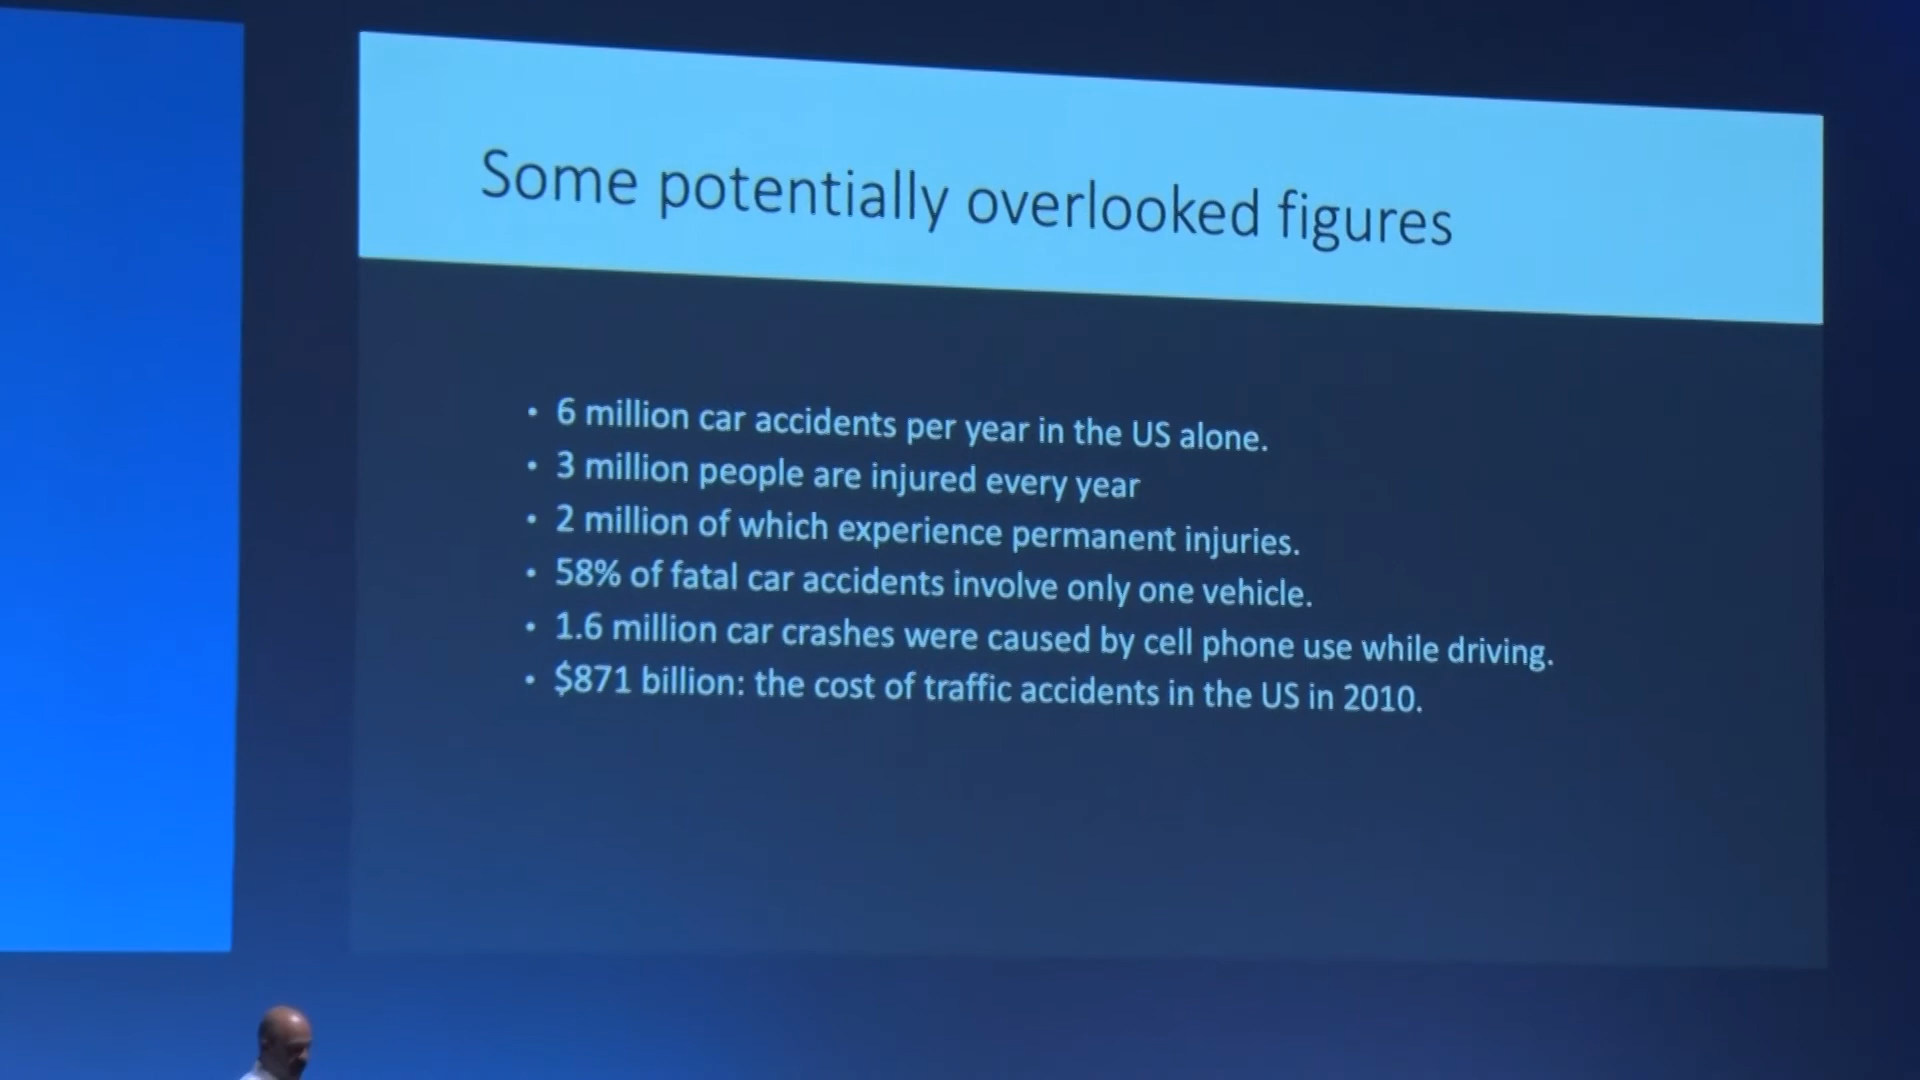 Some potentially overlooked figures
• 6 million car accidents per year in the US alone.
• 3 million people are injured every year
• 2 million of which experience permanent injuries.
• 58% of fatal car accidents involve only one vehicle.
• 1.6 million car crashes were caused by cell phone use while driving.
• $871 billion: the cost of traffic accidents in the US in 2010.